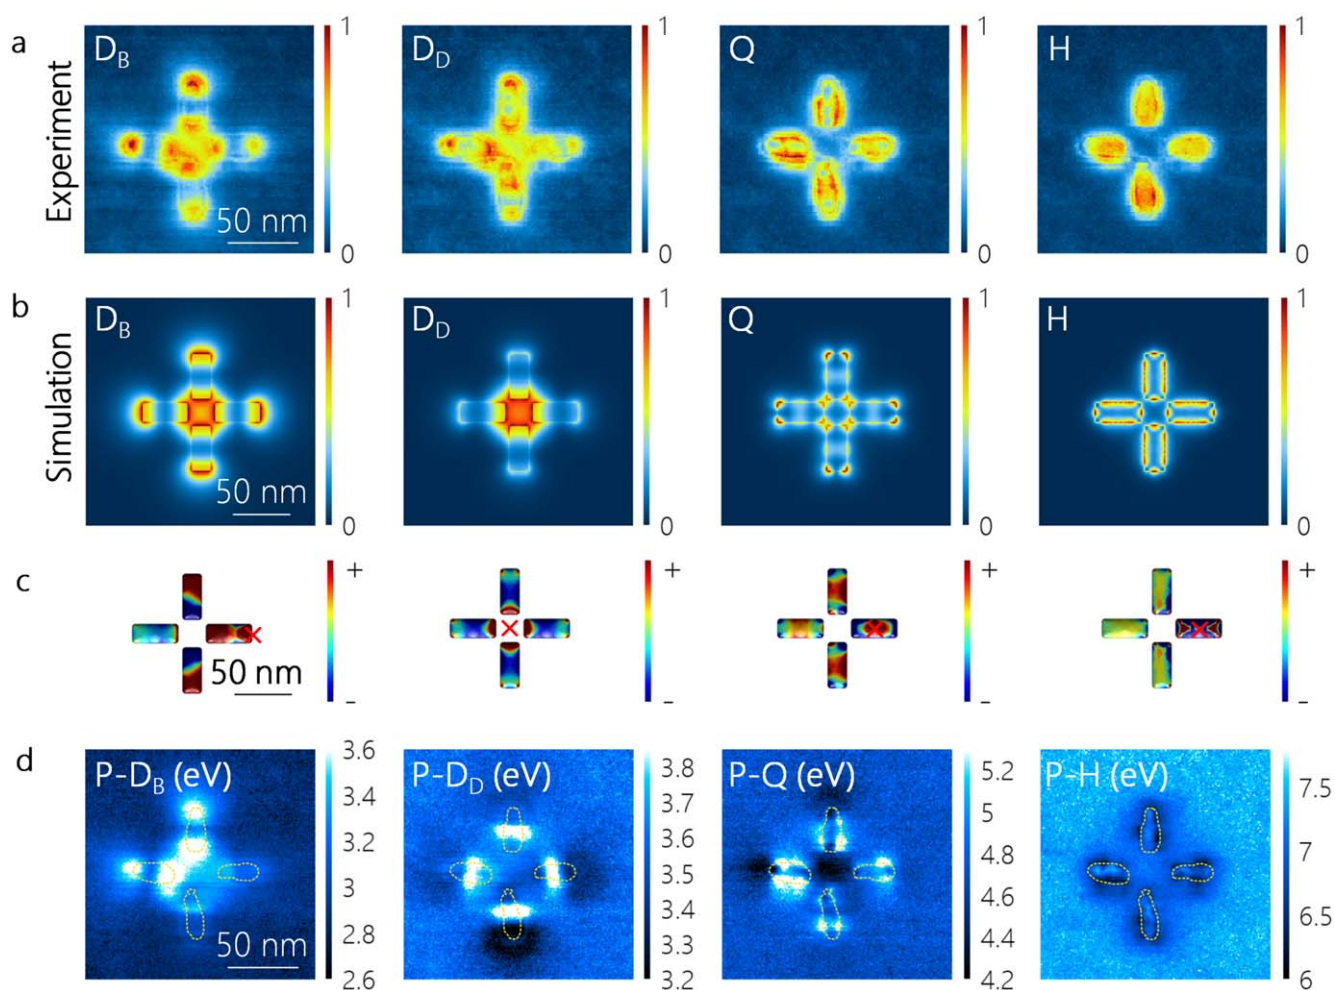 a
Experiment
D_B
1
0
50 nm
D_D
1
0
Q
1
0
H
1
0
b
Simulation
D_B
1
0
50 nm
D_D
1
0
Q
1
0
H
1
0
c
+
-
50 nm
+
-
+
-
+
-
d
P-D_B (eV)
3.6
3.4
3.2
3
2.8
2.6
50 nm
P-D_D (eV)
3.8
3.7
3.6
3.5
3.4
3.3
3.2
P-Q (eV)
5.2
5
4.8
4.6
4.4
4.2
P-H (eV)
7.5
7
6.5
6